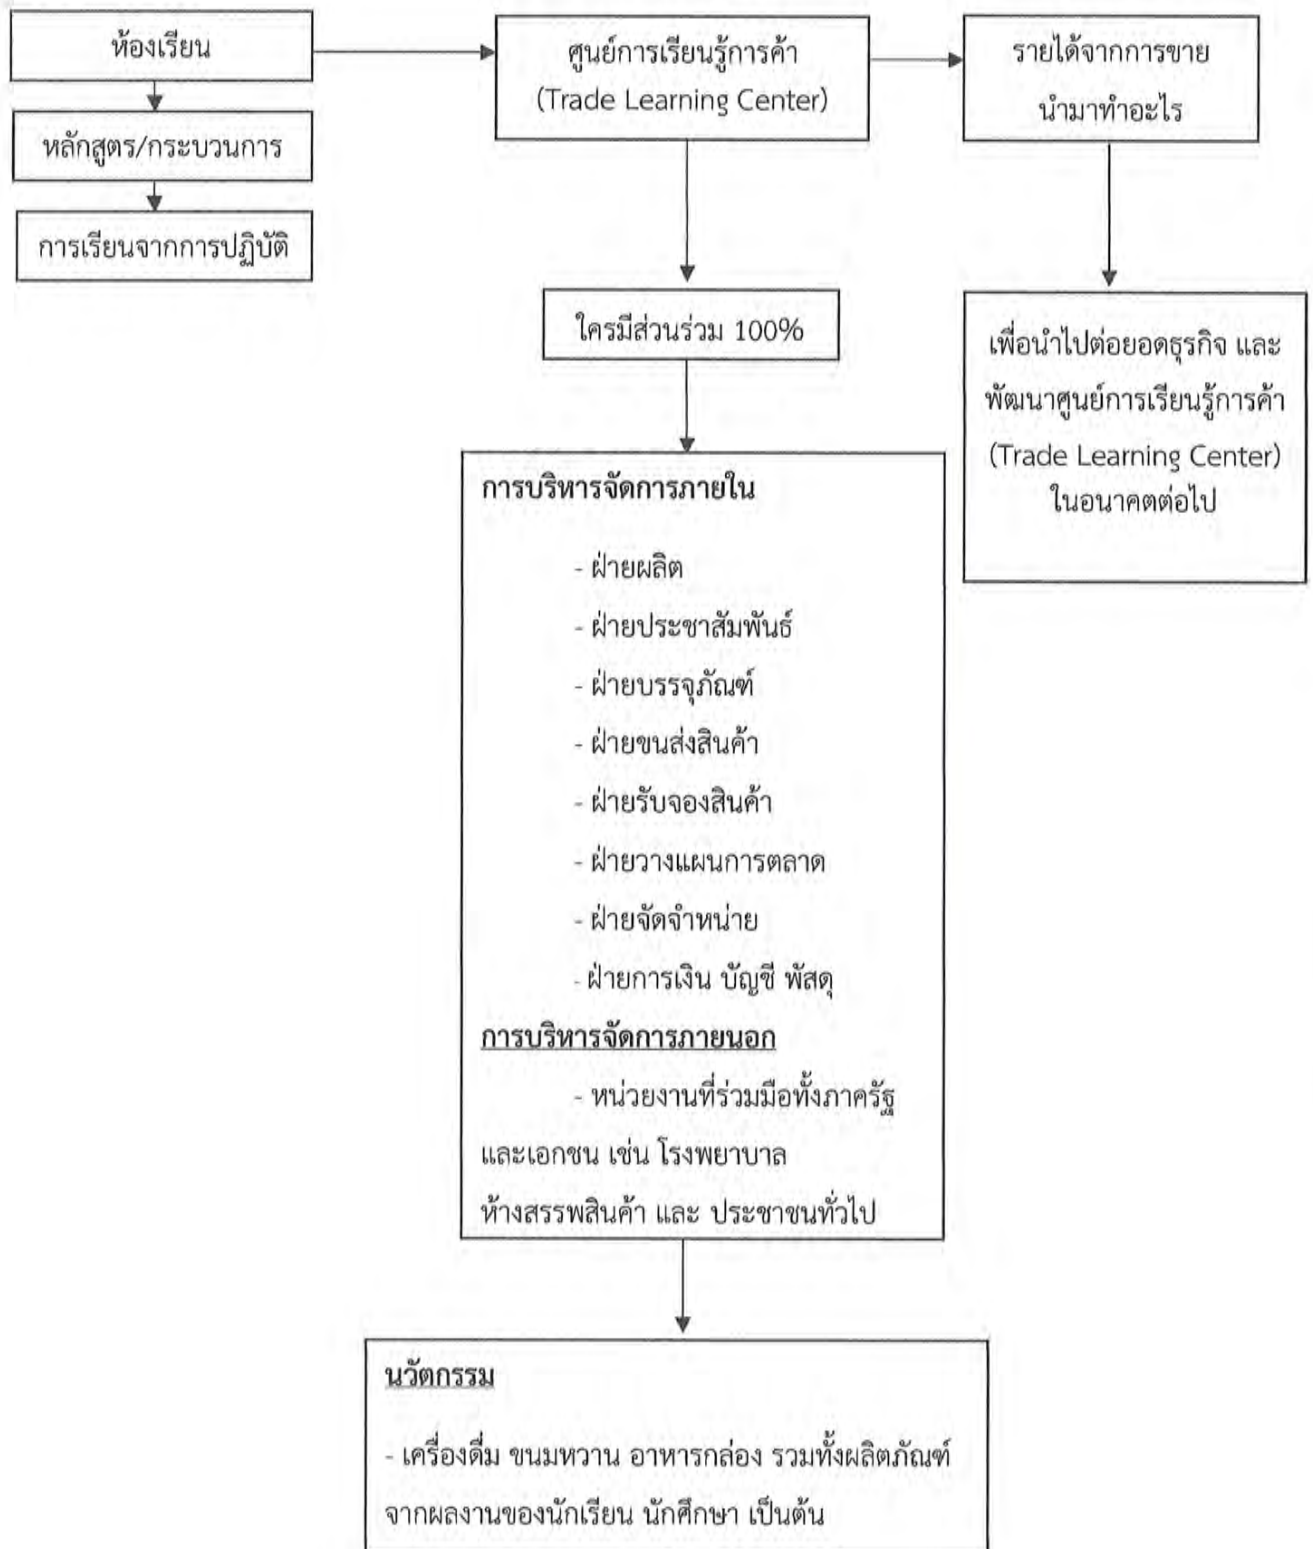 ห้องเรียน
หลักสูตร/กระบวนการ
การเรียนจากการปฏิบัติ
ศูนย์การเรียนรู้การค้า
(Trade Learning Center)
รายได้จากการขาย
นำมาทำอะไร
ใครมีส่วนร่วม 100%
เพื่อนำไปต่อยอดธุรกิจ และ
พัฒนาศูนย์การเรียนรู้การค้า
(Trade Learning Center)
ในอนาคตต่อไป
การบริหารจัดการภายใน
- ฝ่ายผลิต
- ฝ่ายประชาสัมพันธ์
- ฝ่ายบรรจุภัณฑ์
- ฝ่ายขนส่งสินค้า
- ฝ่ายรับจองสินค้า
- ฝ่ายวางแผนการตลาด
- ฝ่ายจัดจำหน่าย
- ฝ่ายการเงิน บัญชี พัสดุ
การบริหารจัดการภายนอก
- หน่วยงานที่ร่วมมือทั้งภาครัฐ
และเอกชน เช่น โรงพยาบาล
ห้างสรรพสินค้า และ ประชาชนทั่วไป
นวัตกรรม
- เครื่องดื่ม ขนมหวาน อาหารกล่อง รวมทั้งผลิตภัณฑ์
จากผลงานของนักเรียน นักศึกษา เป็นต้น